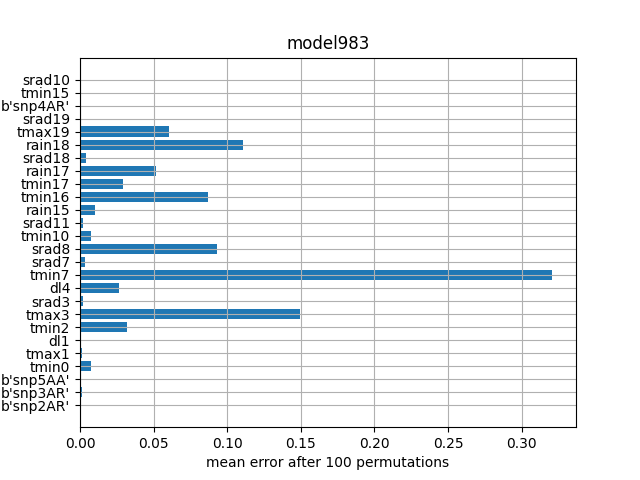 model983
srad10
tmin15
b'snp4AR'
srad19
tmax19
rain18
srad18
rain17
tmin17
tmin16
rain15
srad11
tmin10
srad8
srad7
tmin7
dl4
srad3
tmax3
tmin2
dl1
tmax1
tmin0
b'snp5AA'
b'snp3AR'
b'snp2AR'
0.00 0.05 0.10 0.15 0.20 0.25 0.30
mean error after 100 permutations